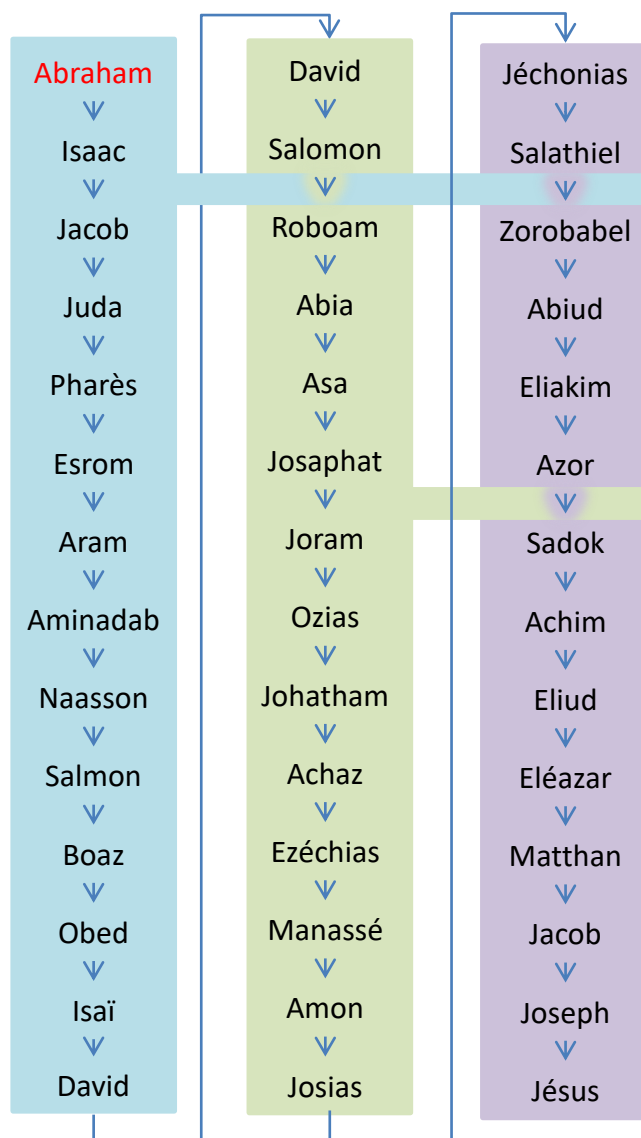 Abraham
Isaac
Jacob
Juda
Pharès
Esrom
Aram
Aminadab
Naasson
Salmon
Boaz
Obed
Isaï
David
David
Salomon
Roboam
Abia
Asa
Josaphat
Joram
Ozias
Johatham
Achaz
Ezéchias
Manassé
Amon
Josias
Jéchonias
Salathiel
Zorobabel
Abiud
Eliakim
Azor
Sadok
Achim
Eliud
Eléazar
Matthan
Jacob
Joseph
Jésus